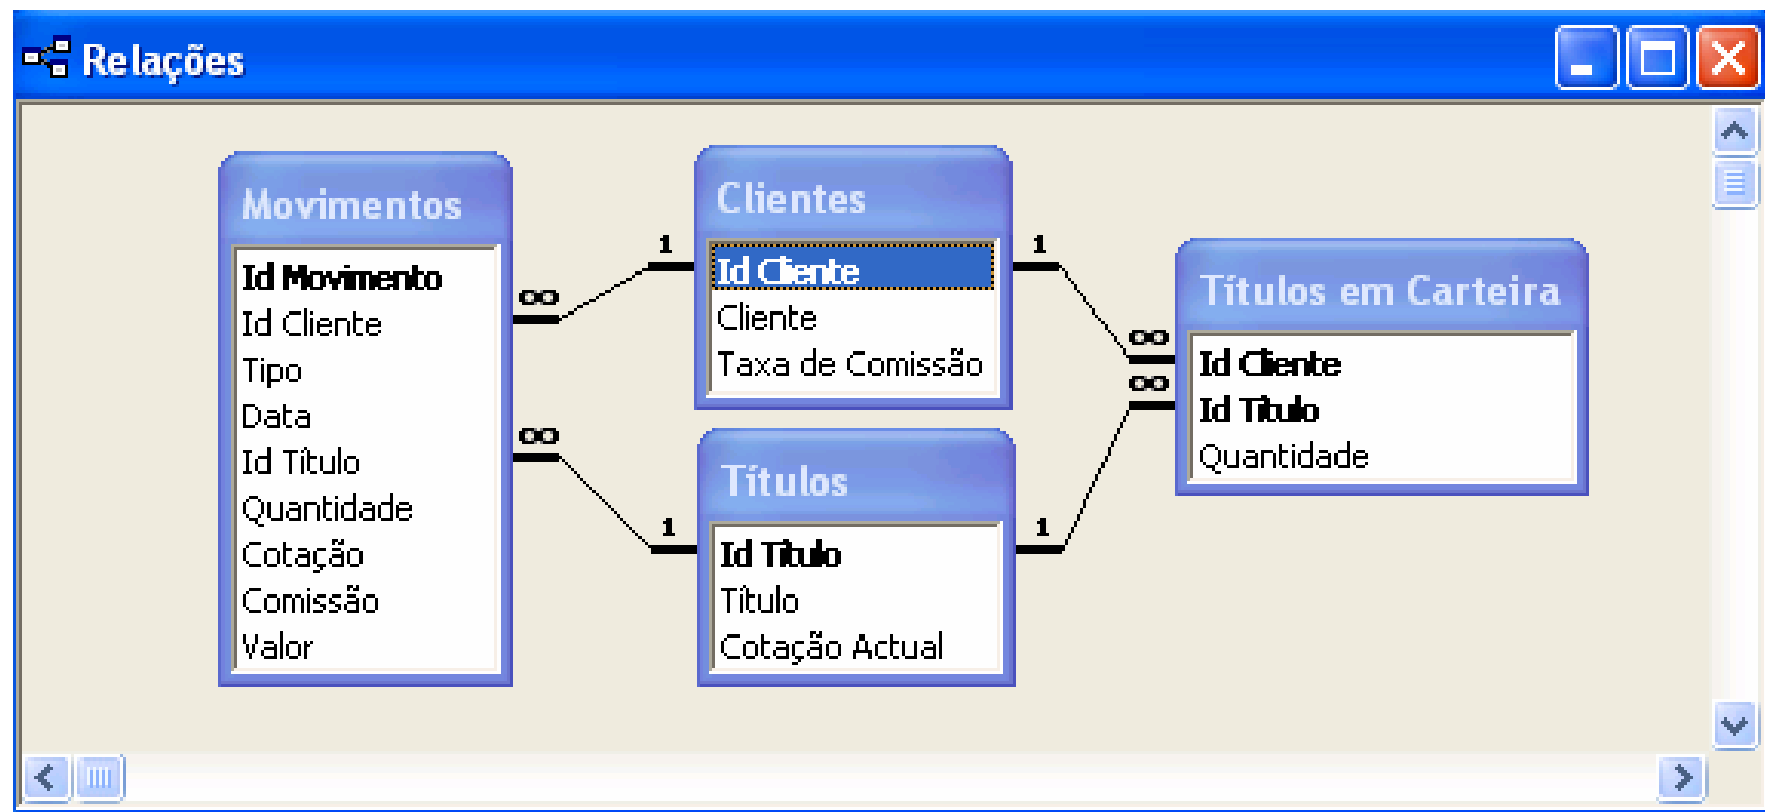 Relações
Movimentos
Id Movimento
Id Cliente
Tipo
Data
Id Título
Quantidade
Cotação
Comissão
Valor
∞
1
∞
1
Clientes
Id Cliente
Cliente
Taxa de Comissão
Títulos
Id Título
Título
Cotação Actual
1
∞
∞
1
Títulos em Carteira
Id Cliente
Id Título
Quantidade